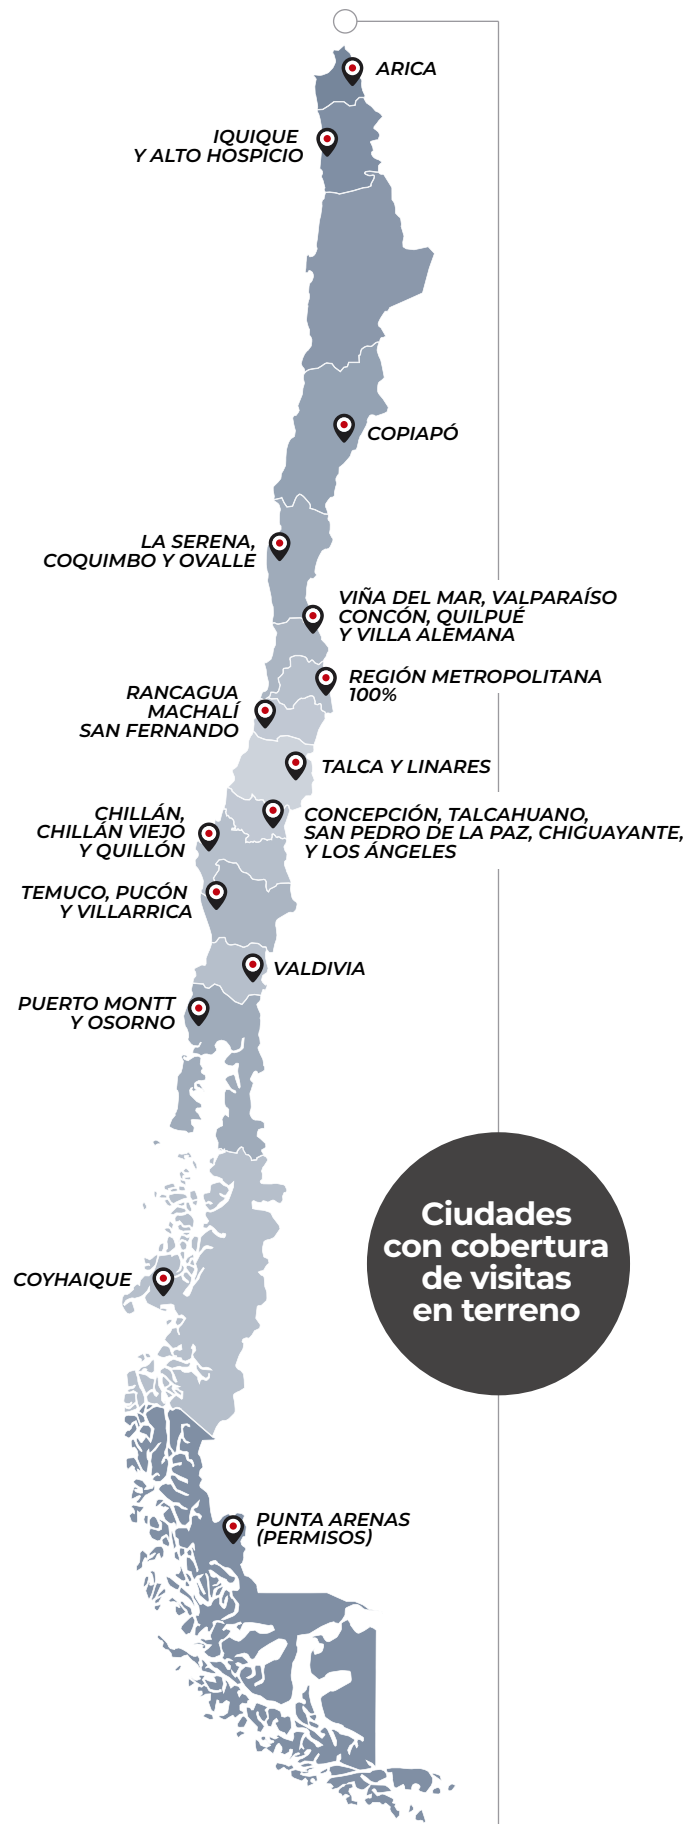 ARICA
IQUIQUE
Y ALTO HOSPICIO
COPIAPÓ
LA SERENA,
COQUIMBO Y OVALLE
VIÑA DEL MAR, VALPARAÍSO
CONCÓN, QUILPUÉ
Y VILLA ALEMANA
REGIÓN METROPOLITANA
100%
RANCAGUA
MACHALÍ
SAN FERNANDO
TALCA Y LINARES
CHILLÁN,
CHILLÁN VIEJO
Y QUILLÓN
CONCEPCIÓN, TALCAHUANO,
SAN PEDRO DE LA PAZ, CHIGUAYANTE,
Y LOS ÁNGELES
TEMUCO, PUCÓN
Y VILLARRICA
VALDIVIA
PUERTO MONTT
Y OSORNO
Ciudades
con cobertura
de visitas
en terreno
COYHAIQUE
PUNTA ARENAS
(PERMISOS)